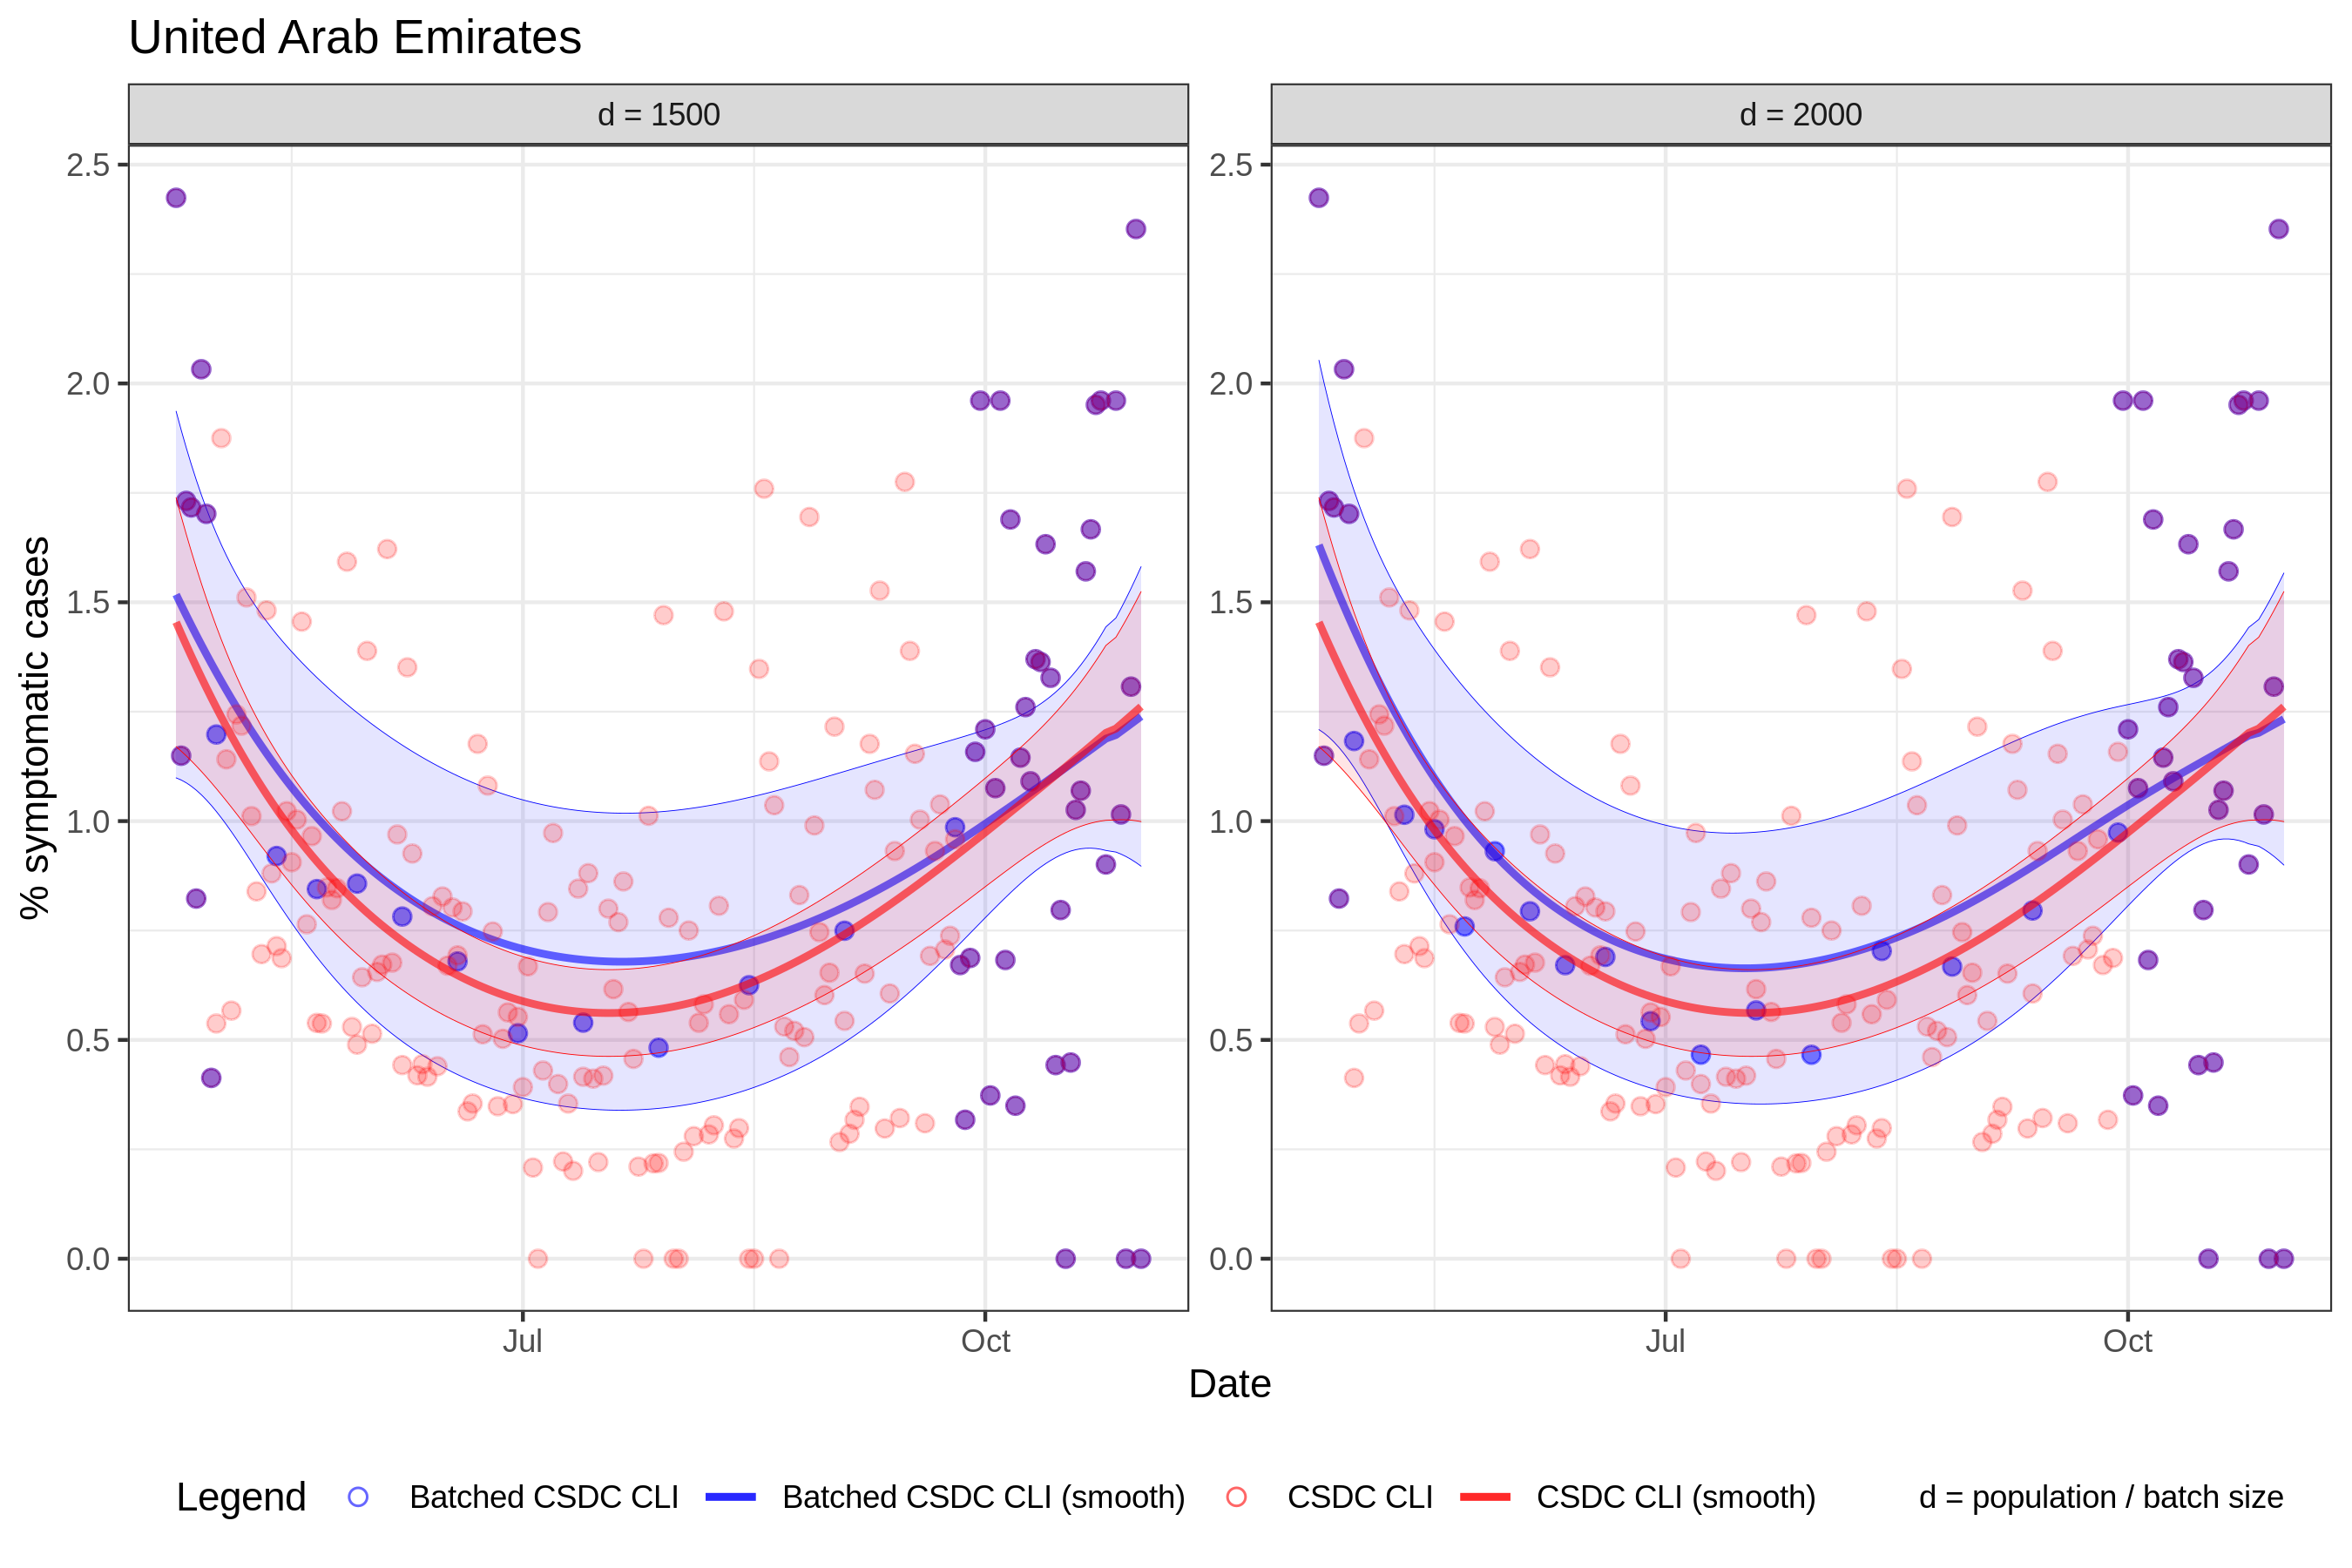 United Arab Emirates
d = 1500
d = 2000
% symptomatic cases
2.5
2.0
1.5
1.0
0.5
0.0
2.5
2.0
1.5
1.0
0.5
0.0
Jul
Oct
Jul
Oct
Date
Legend
Batched CSDC CLI
Batched CSDC CLI (smooth)
CSDC CLI
CSDC CLI (smooth)
d = population / batch size